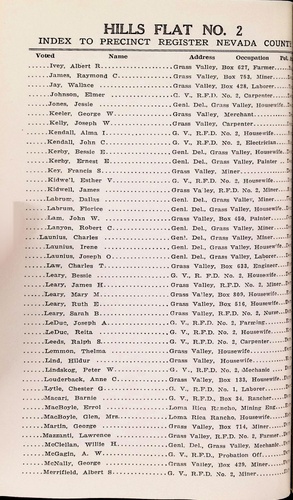 HILLS FLAT NO. 2
INDEX TO PRECINCT REGISTER NEVADA COUNTY
Voted Name Address Occupation
Ivey, Albert R. Grass Valley, Box 627, Farmer
James, Raymond C Grass Valley, Box 753, Miner
Jay, Wallace Grass Valley, Box 428, Laborer
Johnson, Elmer G. V., R.F.D. No. 2, Carpenter
Jones, Jessie Genl. Del., Grass Valley, Housewife
Keeler, George W. Grass Valley, Merchant
Kelly, Joseph W. Grass Valley, Carpenter
Kendall, Alma I G. V., R.F.D. No. 2, Housewife
Kendall, John C G. V., R.F.D. No. 2, Electrician
Kerby, Bessie E Genl. Del., Grass Valley, Housewife
Kerby, Ernest E Genl. Del., Grass Valley, Painter
Key, Francis S. Grass Valley, Miner
Kidwell, Esther V G. V., R.F.D. No. 2, Housewife
Kidwell, James Grass Valley, R.F.D. No. 2, Miner
Labrum, Dallas Genl. Del., Grass Valley, Miner
Labrum, Florice Genl. Del., Grass Valley, Housewife
Lam, John W. Grass Valley, Box 450, Painter
Lanyon, Robert C Genl. Del., Grass Valley, Miner
Launius, Charles Genl. Del., Grass Valley, Miner
Launius, Irene Genl. Del., Grass Valley, Housewife
Launius, Joseph O Genl. Del., Grass Valley, Laborer
Law, Charles T Grass Valley, Box 633, Engineer
Leary, Bessie G. V., R. F. D. No. 2, Housewife
Leary, James H Grass Valley, R.F.D. No. 2, Miner
Leary, Mary M Grass Valley, Box 809, Housewife
Leary, Ruth E Grass Valley, Box 516, Housewife
Leary, Sarah B Grass Valley, R.F.D. No. 2, Nurse
LeDuc, Joseph A G. V., R.F.D. No. 2, Farming
LeDuc, Reita G. V., R.F.D. No. 2, Housewife
Leeds, Ralph S. G. V., R.F.D. No. 2, Carpenter
Lemmon, Thelma Grass Valley, Housewife
Lind, Hildur Grass Valley, Housewife
Lindskog, Peter W G. V., R.F.D. No. 2, Mechanic
Louderback, Anne C Grass Valley, Box 133, Housewife
Lytle, Chester G G. V., R.F.D. No. 1, Laborer
Macari, Barnie G. V., R.F.D., Box 34, Rancher
MacBoyle, Errol Loma Rica Rancho, Mining Eng.
MacBoyle, Glen, Mrs. Loma Rica Rancho, Housewife
Martin, George Grass Valley, Box 714, Miner
Mazzanti, Lawrence Grass Valley, R.F.D. No. 2, Farmer
McClellan, Willie H Genl. Del., Grass Valley, Mechanic
McGagin, A. W G. V., R.F.D., Probation Off
McNally, George Grass Valley, Box 429, Miner
Merrifield, Albert S G. V., R.F.D. No. 2, Miner